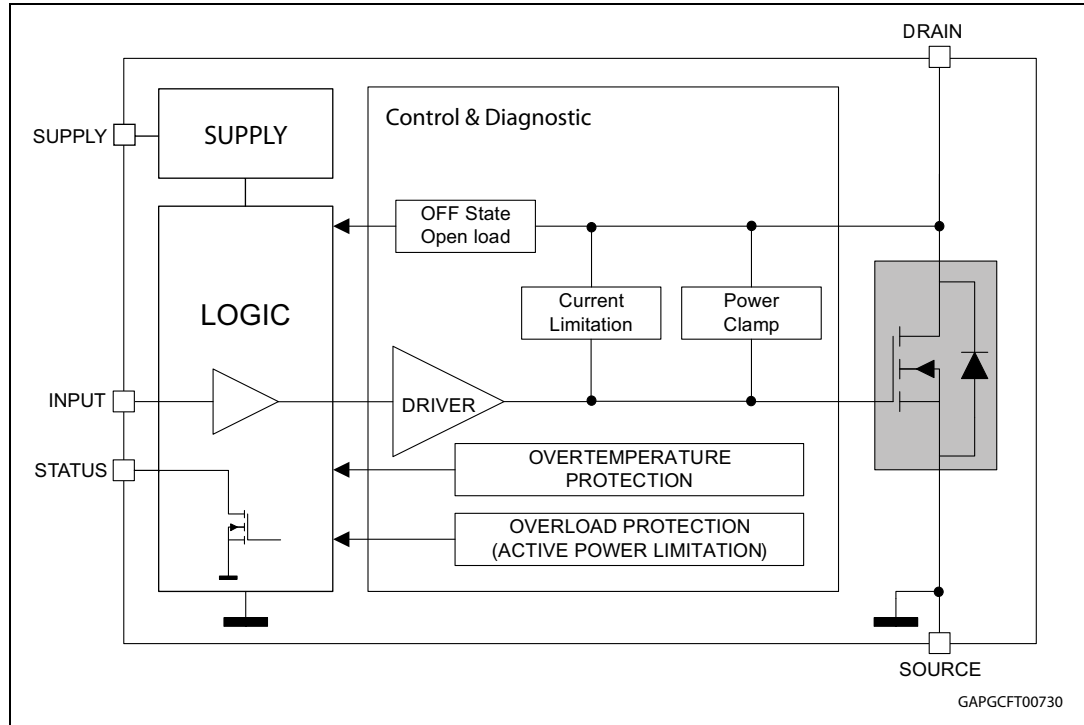 DRAIN
SUPPLY
SUPPLY
Control & Diagnostic
OFF State
Open load
LOGIC
Current
Limitation
Power
Clamp
INPUT
DRIVER
STATUS
OVERTEMPERATURE
PROTECTION
OVERLOAD PROTECTION
(ACTIVE POWER LIMITATION)
SOURCE
GAPGCFT00730